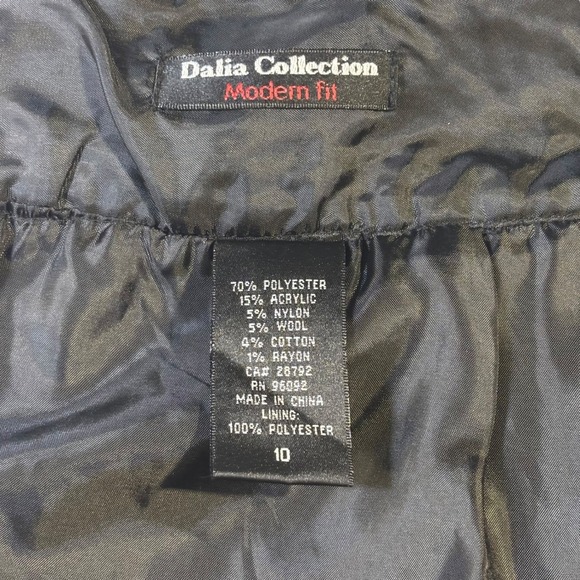 Dalia Collection
Modern fit
70% POLYESTER
15% ACRYLIC
5% NYLON
5% WOOL
4% COTTON
1% RAYON
CA# 26792
RN 96092
MADE IN CHINA
LINING:
100% POLYESTER
10